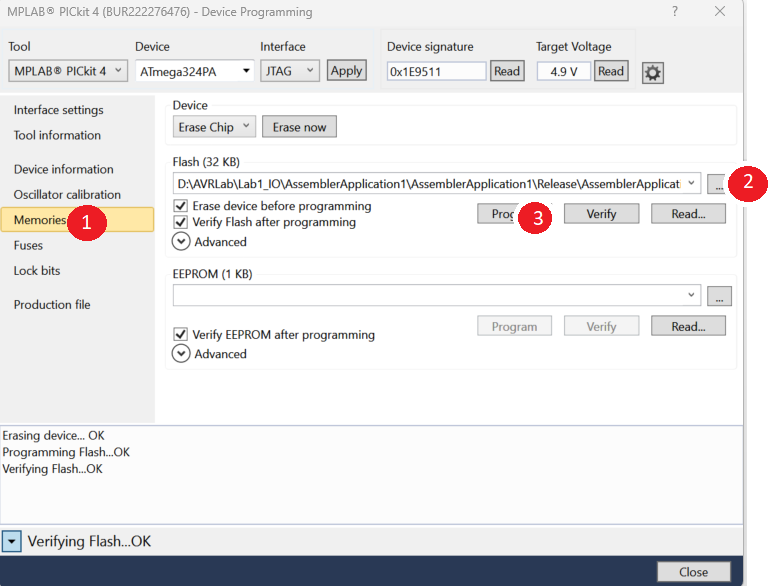 MPLAB® PICkit 4 (BUR222276476) - Device Programming
?
Tool
Device
Interface
Device signature
Target Voltage
MPLAB® PICkit 4
ATmega324PA
JTAG
Apply
0x1E9511
Read
4.9 V
Read
Interface settings
Tool information
Device information
Oscillator calibration
Memories
1
Fuses
Lock bits
Production file
Device
Erase Chip
Erase now
Flash (32 KB)
D:\AVRLab\Lab1_IO\AssemblerApplication1\AssemblerApplication1\Release\AssemblerApplicati
...
2
Erase device before programming
Verify Flash after programming
Prog
3
Verify
Read...
Advanced
EEPROM (1 KB)
...
Program
Verify
Read...
Verify EEPROM after programming
Advanced
Erasing device... OK
Programming Flash...OK
Verifying Flash...OK
Verifying Flash...OK
Close